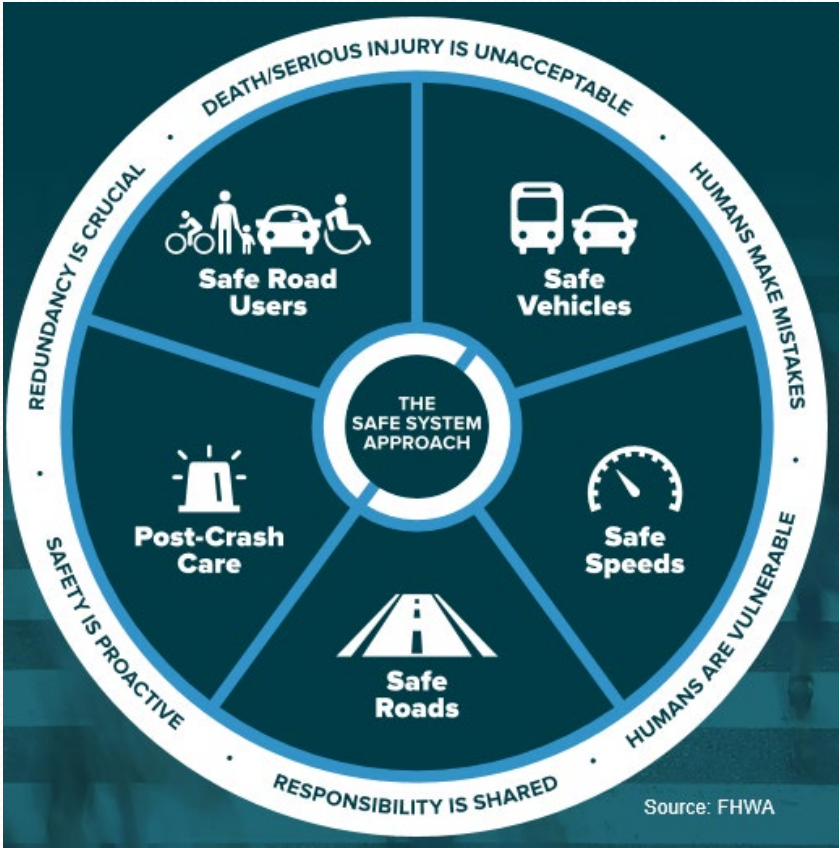 DEATH/SERIOUS INJURY IS UNACCEPTABLE
HUMANS MAKE MISTAKES
HUMANS ARE VULNERABLE
RESPONSIBILITY IS SHARED
SAFETY IS PROACTIVE
REDUNDANCY IS CRUCIAL
Safe Road
Users
Safe
Vehicles
THE
SAFE SYSTEM
APPROACH
Post-Crash
Care
Safe
Speeds
Safe
Roads
Source: FHWA